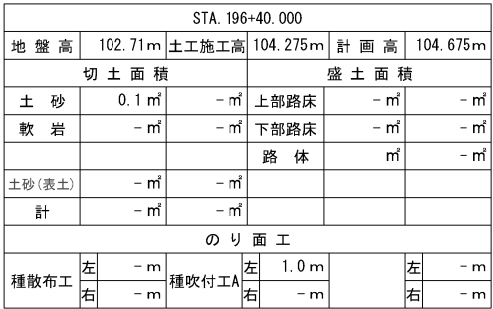 STA.196+40.000
地盤高 102.71m 土工施工高 104.275m 計画高 104.675m
切土面積 盛土面積
土砂 0.1㎡ -㎡ 上部路床 -㎡ -㎡
軟岩 -㎡ -㎡ 下部路床 -㎡ -㎡
路体 ㎡ -㎡
土砂(表土) -㎡ -㎡
計 -㎡ -㎡
のり面工
種散布工 左 -m 種吹付工A 左 1.0m 左 -m
右 -m 右 -m 右 -m